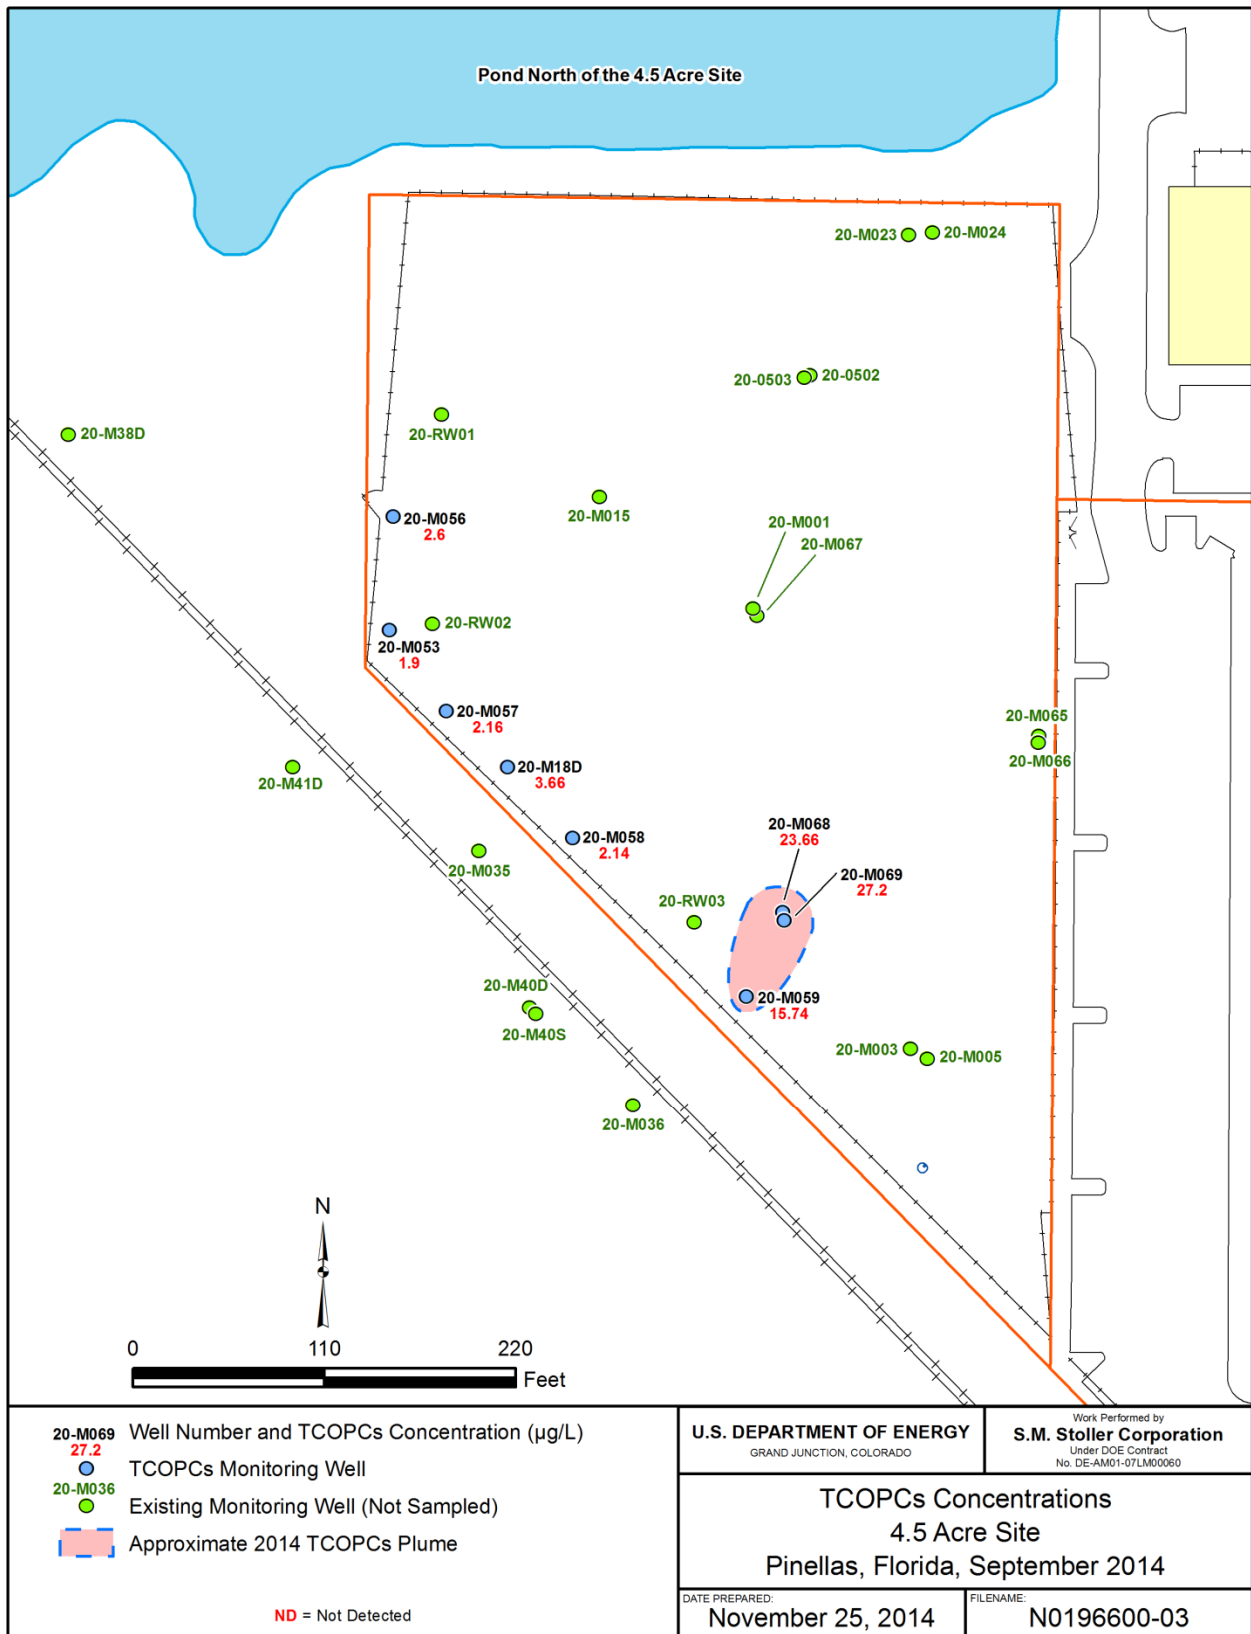 Pond North of the 4.5 Acre Site
20-M023
20-M024
20-0503
20-0502
20-RW01
20-M38D
20-M015
20-M056
2.6
20-M001
20-M067
20-RW02
20-M053
1.9
20-M057
2.16
20-M065
20-M066
20-M41D
20-M18D
3.66
20-M058
2.14
20-M068
23.66
20-M035
20-M069
27.2
20-RW03
20-M40D
20-M40S
20-M059
15.74
20-M003
20-M005
20-M036
N
0 110 220
Feet
20-M069
27.2
Well Number and TCOPCs Concentration (µg/L)
TCOPCs Monitoring Well
20-M036
Existing Monitoring Well (Not Sampled)
Approximate 2014 TCOPCs Plume
ND = Not Detected
U.S. DEPARTMENT OF ENERGY
GRAND JUNCTION, COLORADO
Work Performed by
S.M. Stoller Corporation
Under DOE Contract
No. DE-AM01-07LM00060
TCOPCs Concentrations
4.5 Acre Site
Pinellas, Florida, September 2014
DATE PREPARED:
November 25, 2014
FILENAME:
N0196600-03